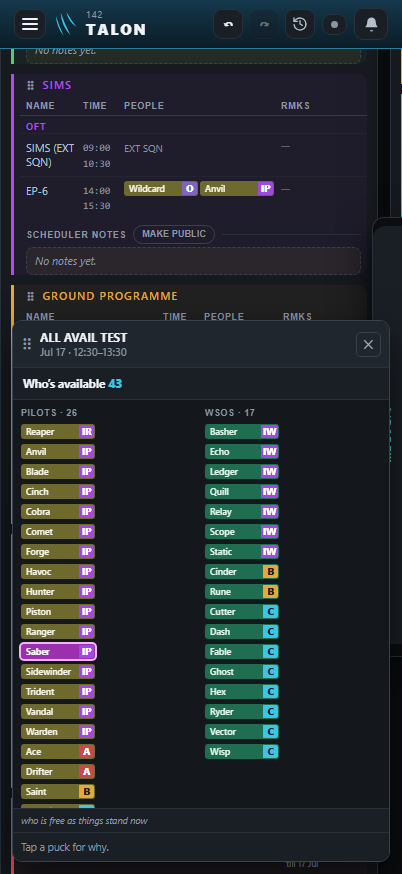 142
TALON
No notes yet.
SIMS
NAME TIME PEOPLE RMKS
OFT
SIMS (EXT SQN) 09:00 10:30 EXT SQN —
EP-6 14:00 15:30 Wildcard O Anvil IP —
SCHEDULER NOTES MAKE PUBLIC
No notes yet.
GROUND PROGRAMME
NAME TIME PEOPLE RMKS
ALL AVAIL TEST
Jul 17 · 12:30–13:30
Who's available 43
PILOTS · 26
Reaper IR
Anvil IP
Blade IP
Cinch IP
Cobra IP
Comet IP
Forge IP
Havoc IP
Hunter IP
Piston IP
Ranger IP
Saber IP
Sidewinder IP
Trident IP
Vandal IP
Warden IP
Ace A
Drifter A
Saint B
WSOS · 17
Basher IW
Echo IW
Ledger IW
Quill IW
Relay IW
Scope IW
Static IW
Cinder B
Rune B
Cutter C
Dash C
Fable C
Ghost C
Hex C
Ryder C
Vector C
Wisp C
who is free as things stand now
Tap a puck for why.
till 17 Jul